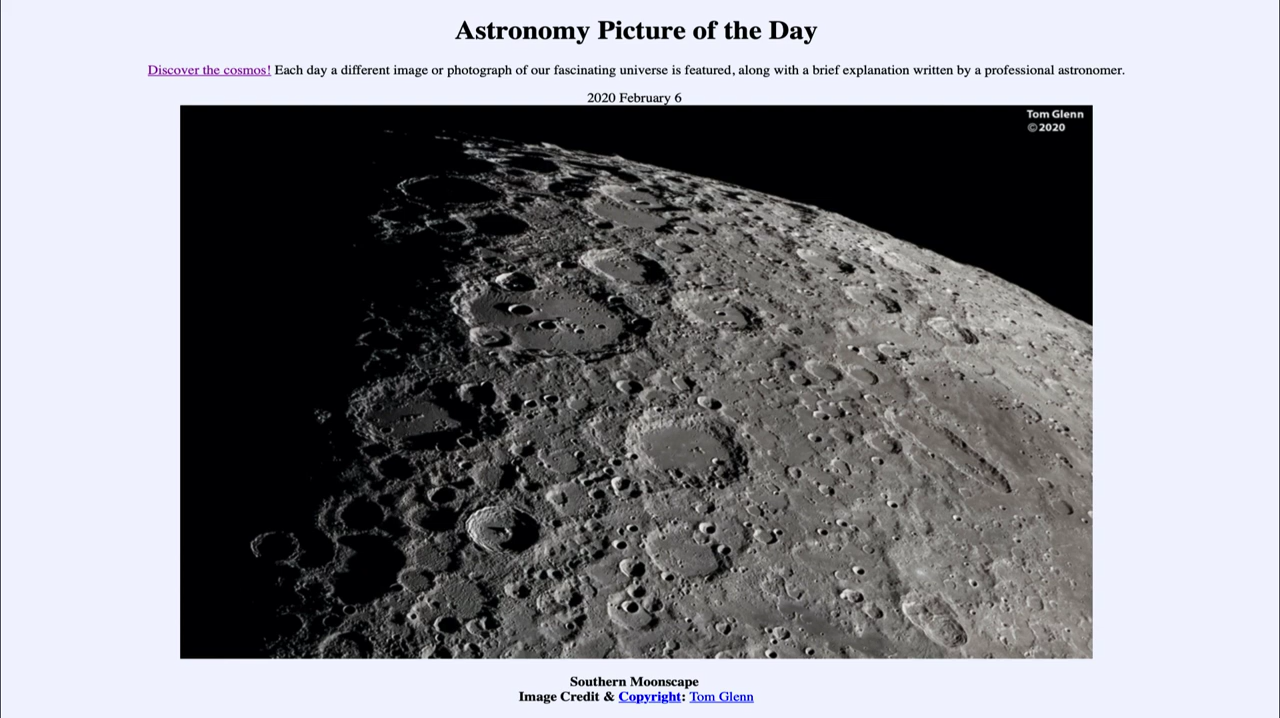 Astronomy Picture of the Day
Discover the cosmos! Each day a different image or photograph of our fascinating universe is featured, along with a brief explanation written by a professional astronomer.
2020 February 6
Tom Glenn
©2020
Southern Moonscape
Image Credit & Copyright: Tom Glenn